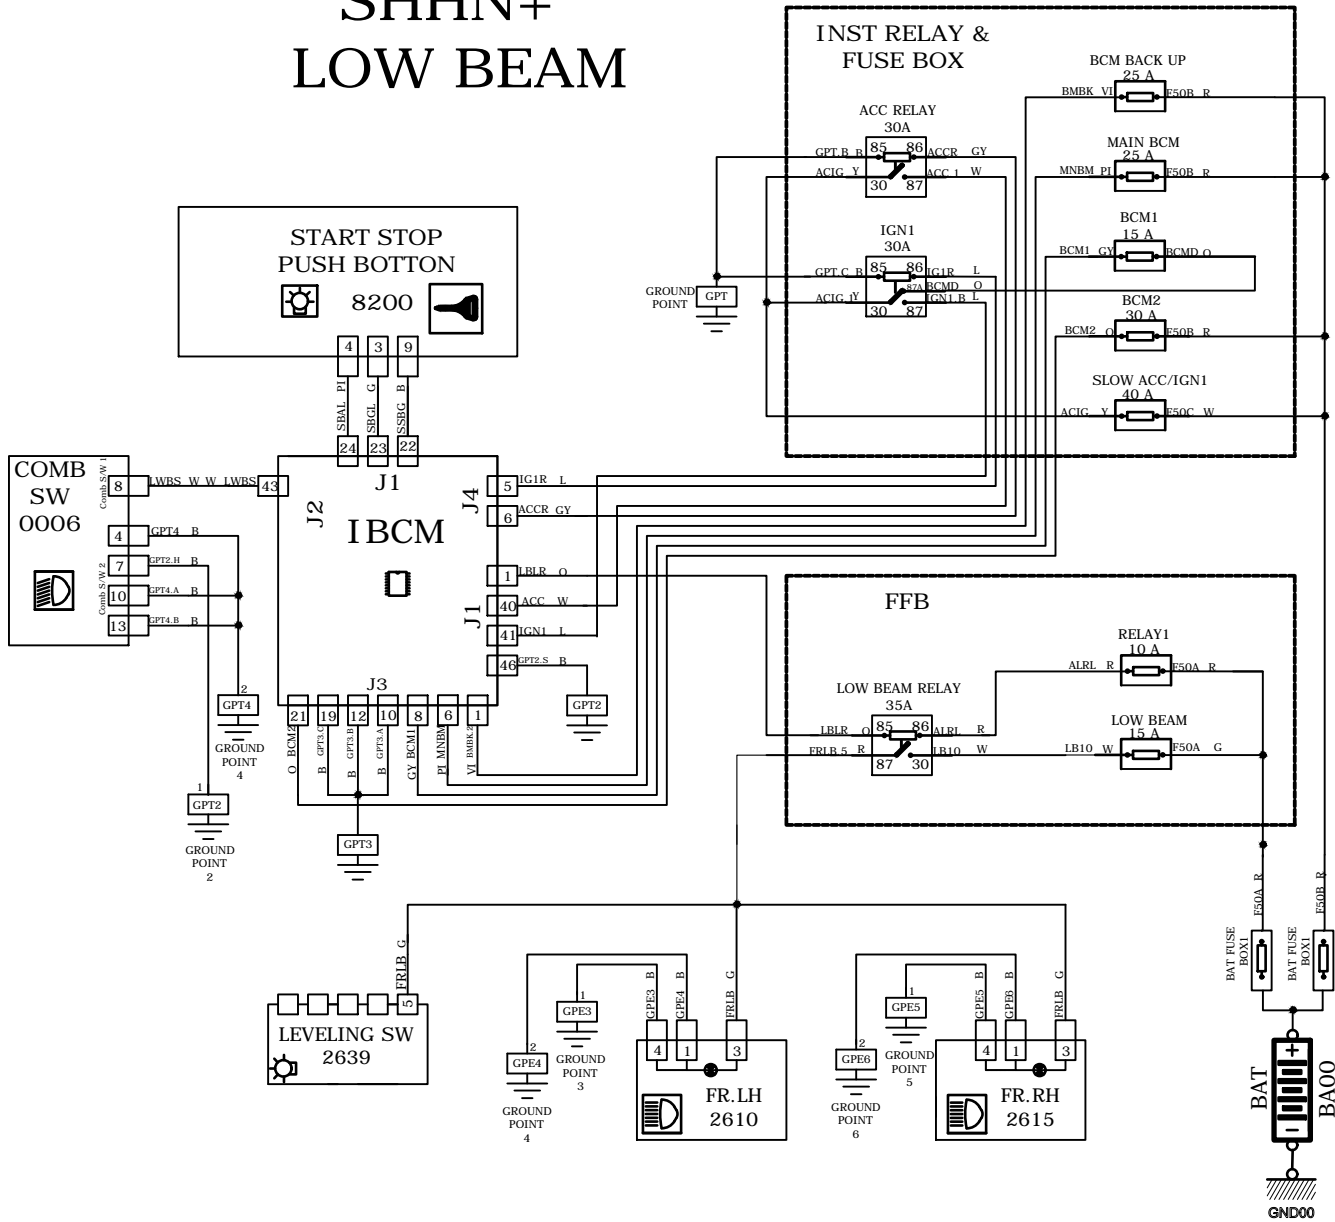 SHHN+
LOW BEAM
INST RELAY &
FUSE BOX
ACC RELAY
30A
85 86
30 87
GPT.B B
ACIG Y
ACCR GY
ACC 1 W
IGN1
30A
85 86
87A
30 87
GPT.C B
ACIG.1Y
IG1R L
BCMD O
IGN1.B L
GROUND
POINT
GPT
BCM BACK UP
25 A
BMBK VI
F50B R
MAIN BCM
25 A
MNBM PI
F50B R
BCM1
15 A
BCM1 GY
BCMD O
BCM2
30 A
BCM2 O
F50B R
SLOW ACC/IGN1
40 A
ACIG Y
F50C W
START STOP
PUSH BOTTON
8200
4 3 9
SBAL PI
SBGL G
SSBG B
24 23 22
COMB
SW
0006
Comb S/W 1
Comb S/W 2
8
4
7
10
13
LWBS W W LWBS
GPT4 B
GPT2.H B
GPT4.A B
GPT4.B B
43
J2
J1
J4
IBCM
J1
J3
5
6
1
40
41
46
IG1R L
ACCR GY
LBLR O
ACC W
IGN1 L
GPT2.S B
GPT2
21 19 12 10 8 6 1
O BCM2
B GPT3.C
B GPT3.B
B GPT3.A
GY BCM1
PI MNBM
VI BMBK.2
2
GPT4
GROUND
POINT
4
1
GPT2
GROUND
POINT
2
GPT3
FFB
RELAY1
10 A
ALRL R
F50A R
LOW BEAM RELAY
35A
85 86
87 30
LBLR O
FRLB.5 R
ALRL R
LB10 W
LOW BEAM
15 A
LB10 W
F50A G
F50A R
F50B R
BAT FUSE
BOX1
BAT FUSE
BOX1
FRLB G
5
LEVELING SW
2639
1
GPE3
GROUND
POINT
3
2
GPE4
GROUND
POINT
4
GPE3 B
GPE4 B
FRLB G
4 1 3
FR.LH
2610
1
GPE5
GROUND
POINT
5
2
GPE6
GROUND
POINT
6
GPE5 B
GPE6 B
FRLB G
4 1 3
FR.RH
2615
BAT
BA00
+
−
GND00